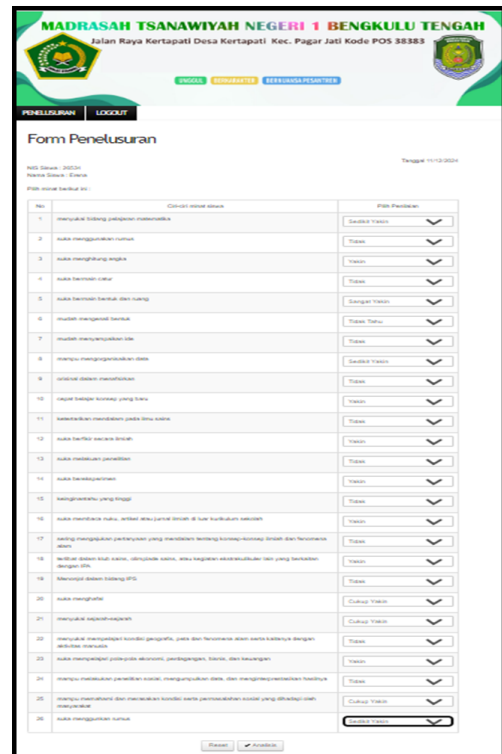 MADRASAH TSANAWIYAH NEGERI 1 BENGKULU TENGAH
Jalan Raya Kertapati Desa Kertapati Kec. Pagar Jati Kode POS 38383
UNGGUL BERKARAKTER BERNUANSA PESANTREN
PENELUSURAN LOGOUT
Form Penelusuran
Tanggal 11/12/2024
NIS Siswa :
Nama Siswa :
Pilih minat berikut ini :
No Ciri-ciri minat siswa Pilih Penilaian
1 menyukai bidang pelajaran matematika Sedikit Yakin
2 suka menggunakan rumus Tidak
3 suka menghitung angka Yakin
4 suka bermain catur Tidak
5 suka bermain bentuk dan ruang Sangat Yakin
6 mudah mengenali bentuk Tidak Tahu
7 mudah menyampaikan ide Tidak
8 mampu mengorganisasikan data Sedikit Yakin
9 orisinal dalam Tidak
10 cepat belajar konsep yang baru Yakin
11 ketertarikan mendalam pada ilmu sains Tidak
12 suka berfikir secara ilmiah Yakin
13 suka melakukan penelitian Tidak
14 suka bereksperimen Yakin
15 keingintahu yang tinggi Tidak
16 suka membaca buku, artikel atau jurnal ilmiah di luar kurikulum sekolah Yakin
17 sering mengajukan pertanyaan yang mendalam tentang konsep-konsep ilmiah dan fenomena
alam Tidak
18 terlibat dalam klub sains, olimpiade sains, atau kegiatan ekstrakulikuler lain yang berkaitan
dengan IPA Yakin
19 Menonjol dalam bidang IPS Tidak
20 suka menghafal Cukup Yakin
21 menyukai sejarah-sejarah Cukup Yakin
22 menyukai mempelajari kondisi geografis, peta dan fenomena alam serta kaitanya dengan
aktivitas manusia Tidak
23 suka mempelajari pola-pola ekonomi, perdagangan, bisnis, dan keuangan Yakin
24 mampu melakukan penelitian sosial, mengumpulkan data, dan menginterprestasikan hasilnya Tidak
25 mampu memahami dan merasakan kondisi serta permasalahan sosial yang dihadapi oleh
masyarakat Cukup Yakin
26 suka menggunakan rumus Sedikit Yakin
Reset Analisis